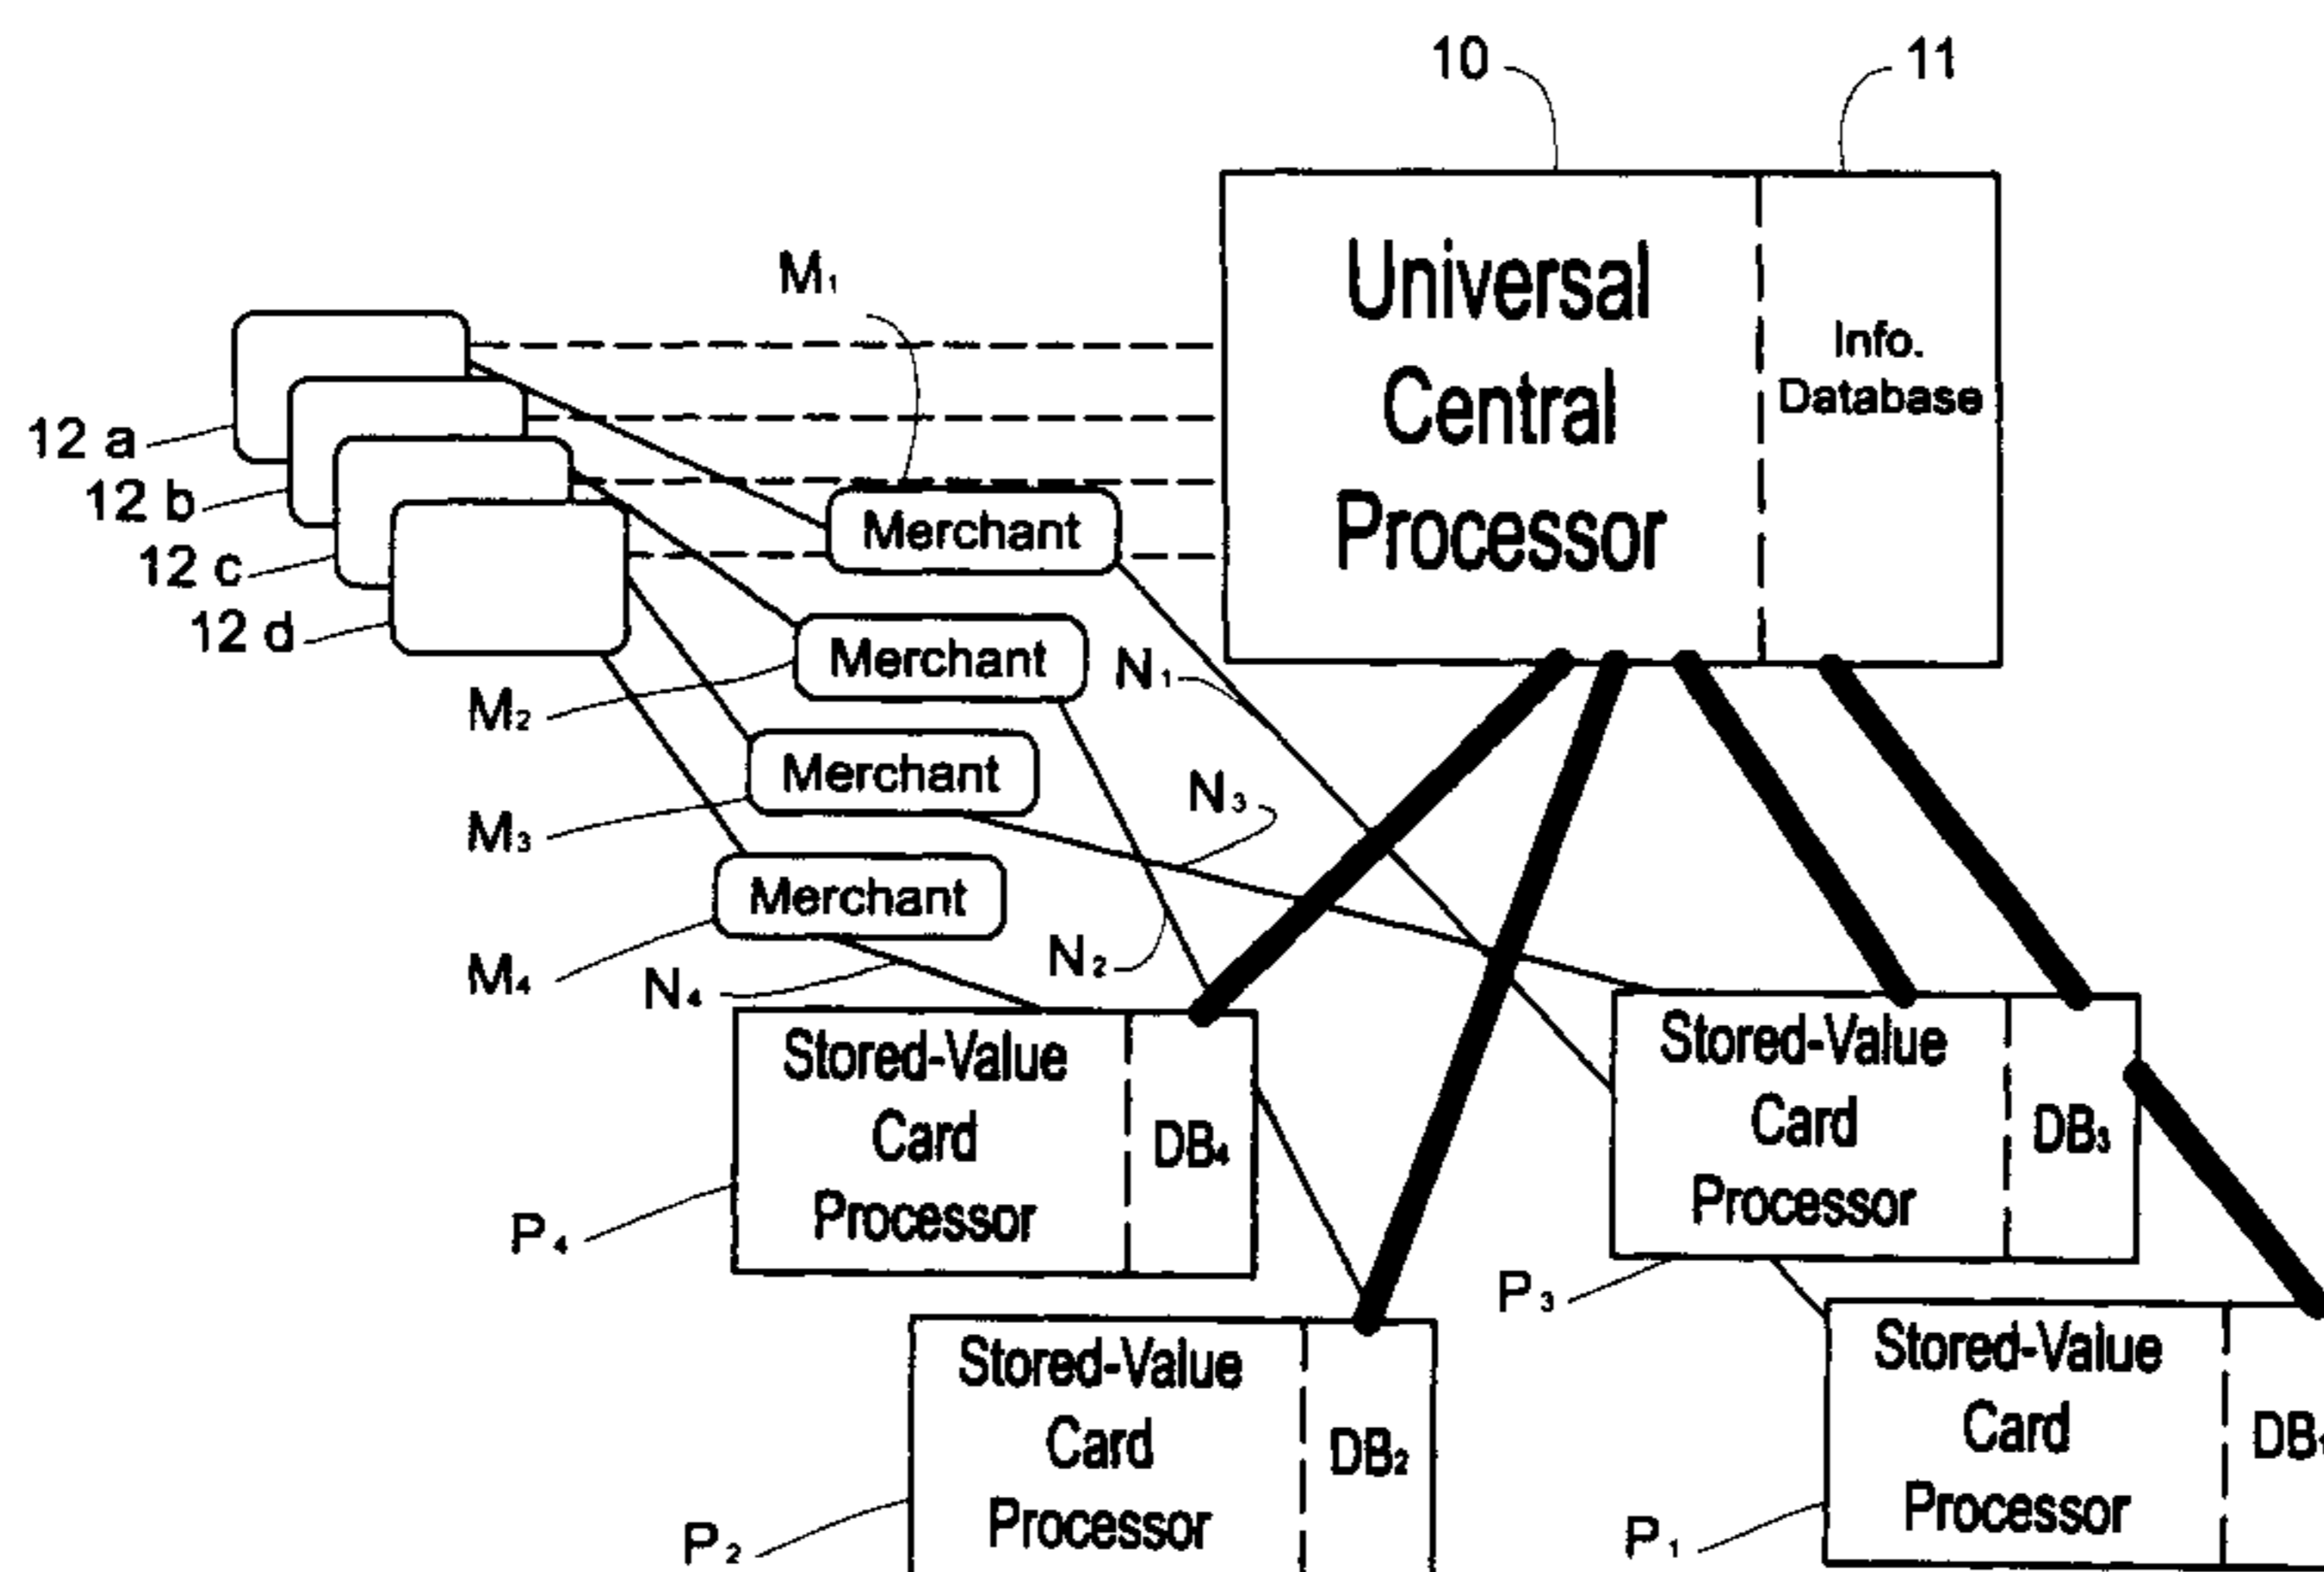 10
11
Universal
Central
Processor
Info.
Database
M₁
12 a
12 b
12 c
12 d
Merchant
Merchant
Merchant
Merchant
M₂
M₃
M₄
N₁
N₃
N₂
N₄
Stored-Value
Card
Processor
DB₄
P₄
Stored-Value
Card
Processor
DB₃
P₃
Stored-Value
Card
Processor
DB₂
P₂
Stored-Value
Card
Processor
DB₁
P₁